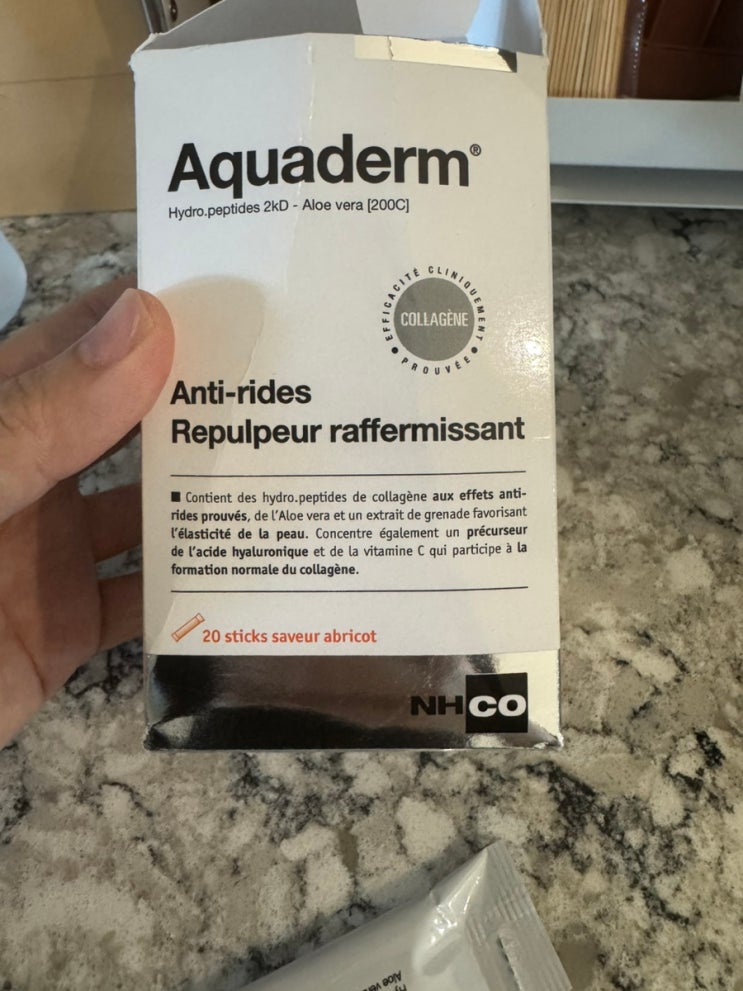 Aquaderm®
Hydro.peptides 2kD - Aloe vera [200C]
EFFICACITÉ CLINIQUEMENT
COLLAGÈNE
• PROUVÉE •
Anti-rides
Repulpeur raffermissant
■ Contient des hydro.peptides de collagène aux effets anti-
rides prouvés, de l'Aloe vera et un extrait de grenade favorisant
l'élasticité de la peau. Concentre également un précurseur
de l'acide hyaluronique et de la vitamine C qui participe à la
formation normale du collagène.
20 sticks saveur abricot
NHCO
Aloe